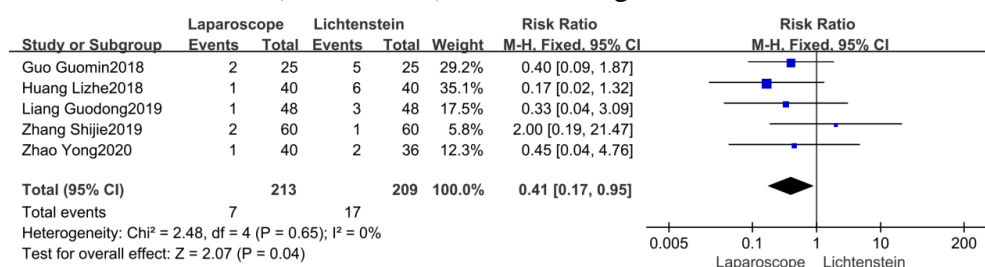 Laparoscope Lichtenstein Risk Ratio Risk Ratio
Study or Subgroup Events Total Events Total Weight M-H, Fixed, 95% CI M-H, Fixed, 95% CI
Guo Guomin2018 2 25 5 25 29.2% 0.40 [0.09, 1.87]
Huang Lizhe2018 1 40 6 40 35.1% 0.17 [0.02, 1.32]
Liang Guodong2019 1 48 3 48 17.5% 0.33 [0.04, 3.09]
Zhang Shijie2019 2 60 1 60 5.8% 2.00 [0.19, 21.47]
Zhao Yong2020 1 40 2 36 12.3% 0.45 [0.04, 4.76]
Total (95% CI) 213 209 100.0% 0.41 [0.17, 0.95]
Total events 7 17
Heterogeneity: Chi² = 2.48, df = 4 (P = 0.65); I² = 0%
Test for overall effect: Z = 2.07 (P = 0.04)
0.005 0.1 1 10 200
Laparoscope Lichtenstein